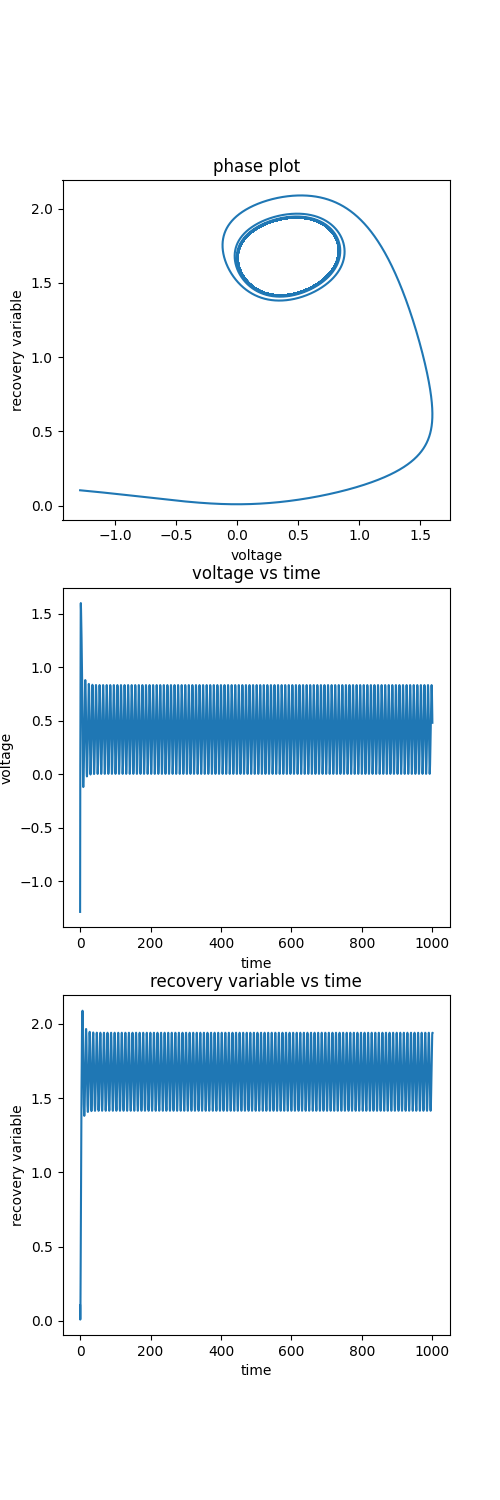 phase plot
2.0
1.5
1.0
0.5
0.0
recovery variable
−1.0 −0.5 0.0 0.5 1.0 1.5
voltage
voltage vs time
1.5
1.0
0.5
0.0
−0.5
−1.0
voltage
0 200 400 600 800 1000
time
recovery variable vs time
2.0
1.5
1.0
0.5
0.0
recovery variable
0 200 400 600 800 1000
time